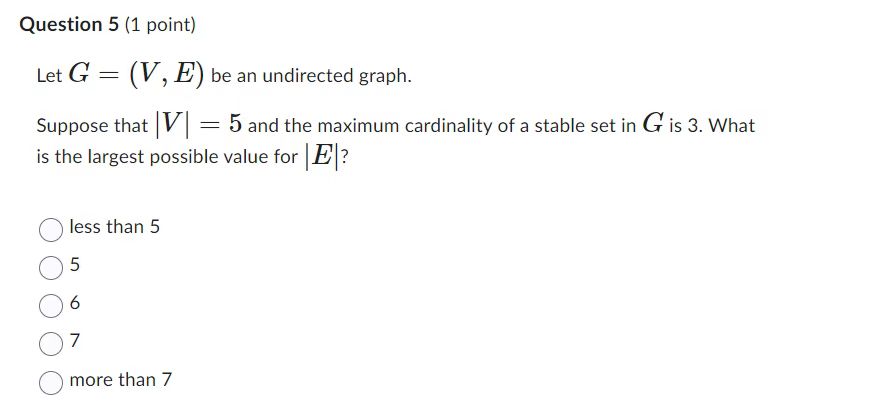 Question 5 (1 point)
Let G = (V, E) be an undirected graph.
Suppose that |V| = 5 and the maximum cardinality of a stable set in G is 3. What
is the largest possible value for |E|?
less than 5
5
6
7
more than 7